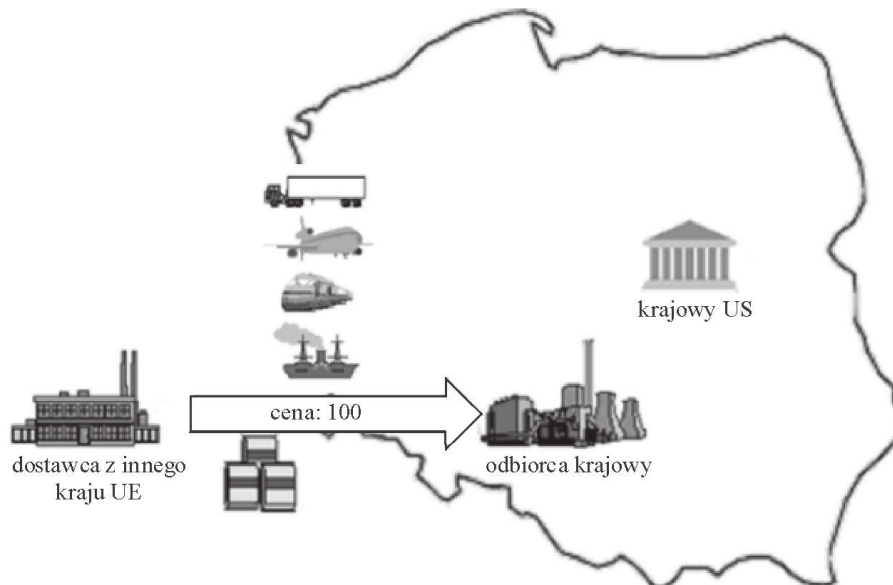 krajowy US
cena: 100
dostawca z innego
kraju UE
odbiorca krajowy